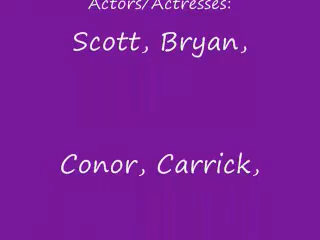 Actors/Actresses:
Scott, Bryan,
Conor, Carrick,